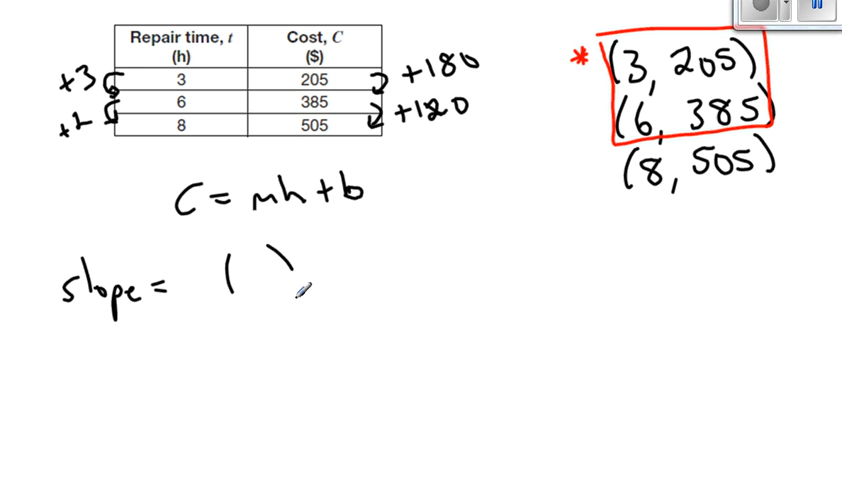 Repair time, t (h) Cost, C ($)
+3 3 205 +180
6 385
+2 8 505 +120
* (3, 205)
(6, 385)
(8, 505)
C = mh + b
slope = ( )